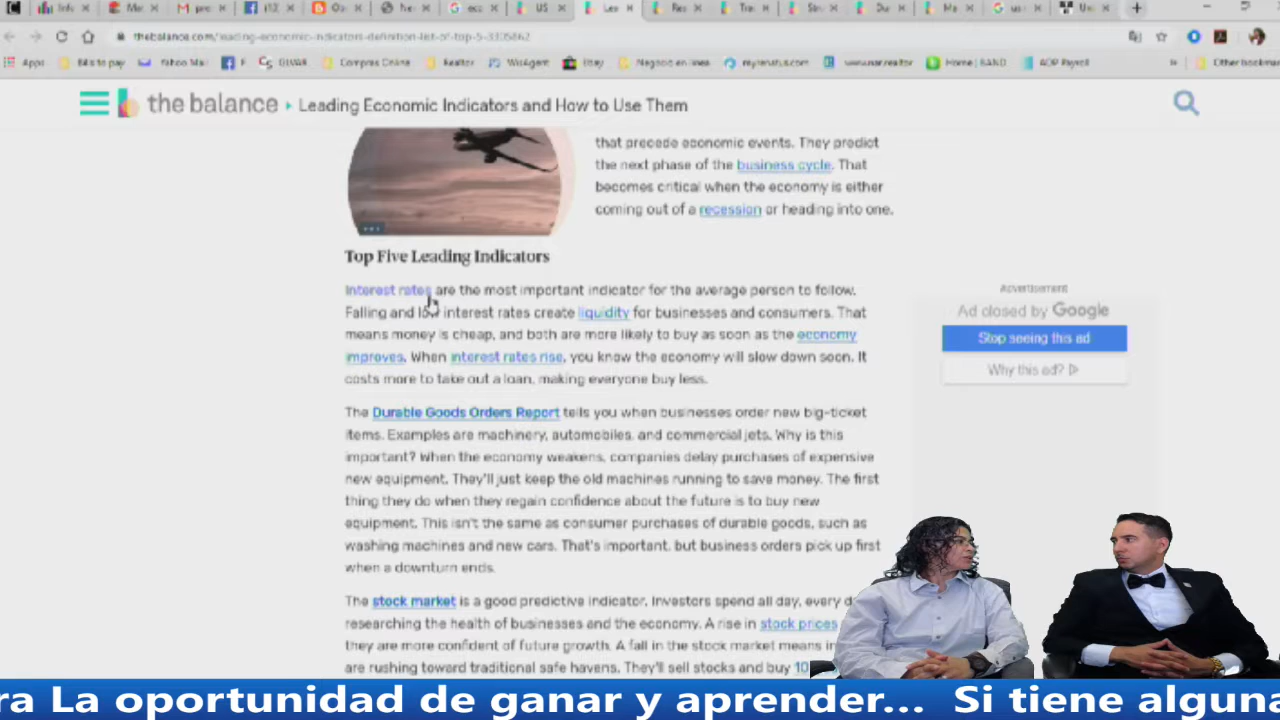 US
thebalance.com/leading-economic-indicators-definition-list-of-top-5-3305862
Apps Bills to pay Yahoo Mail F GLVAR Compras Online Realtor WiseAgent Ebay Negocio en linea mytenatus.com www.nar.realtor Home | BAND ADP Payroll » Other bookmar
the balance ▸ Leading Economic Indicators and How to Use Them
that precede economic events. They predict
the next phase of the business cycle. That
becomes critical when the economy is either
coming out of a recession or heading into one.
Top Five Leading Indicators
Interest rates are the most important indicator for the average person to follow.
Falling and low interest rates create liquidity for businesses and consumers. That
means money is cheap, and both are more likely to buy as soon as the economy
improves. When interest rates rise, you know the economy will slow down soon. It
costs more to take out a loan, making everyone buy less.
The Durable Goods Orders Report tells you when businesses order new big-ticket
items. Examples are machinery, automobiles, and commercial jets. Why is this
important? When the economy weakens, companies delay purchases of expensive
new equipment. They'll just keep the old machines running to save money. The first
thing they do when they regain confidence about the future is to buy new
equipment. This isn't the same as consumer purchases of durable goods, such as
washing machines and new cars. That's important, but business orders pick up first
when a downturn ends.
The stock market is a good predictive indicator. Investors spend all day, every d
researching the health of businesses and the economy. A rise in stock prices
they are more confident of future growth. A fall in the stock market means in
are rushing toward traditional safe havens. They'll sell stocks and buy 10
Advertisement
Ad closed by Google
Stop seeing this ad
Why this ad?
ra La oportunidad de ganar y aprender... Si tiene alguna